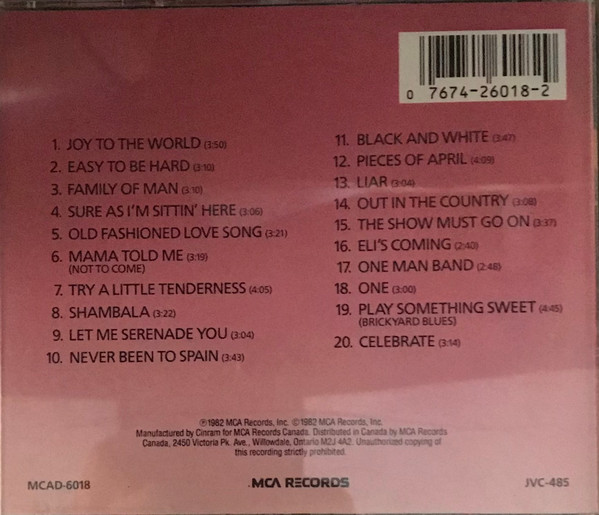 0 7674-26018-2
1. JOY TO THE WORLD (3:50)
2. EASY TO BE HARD (3:10)
3. FAMILY OF MAN (3:10)
4. SURE AS I'M SITTIN' HERE (3:06)
5. OLD FASHIONED LOVE SONG (3:21)
6. MAMA TOLD ME (3:19)
(NOT TO COME)
7. TRY A LITTLE TENDERNESS (4:05)
8. SHAMBALA (3:22)
9. LET ME SERENADE YOU (3:04)
10. NEVER BEEN TO SPAIN (3:43)
11. BLACK AND WHITE (3:47)
12. PIECES OF APRIL (4:09)
13. LIAR (3:04)
14. OUT IN THE COUNTRY (3:08)
15. THE SHOW MUST GO ON (3:37)
16. ELI'S COMING (2:40)
17. ONE MAN BAND (2:48)
18. ONE (3:00)
19. PLAY SOMETHING SWEET (4:45)
(BRICKYARD BLUES)
20. CELEBRATE (3:14)
℗1982 MCA Records, Inc. ©1982 MCA Records, Inc.
Manufactured by Cinram for MCA Records Canada. Distributed in Canada by MCA Records
Canada, 2450 Victoria Pk. Ave., Willowdale, Ontario M2J 4A2. Unauthorized copying of
this recording strictly prohibited.
MCAD-6018
MCA RECORDS
JVC-485